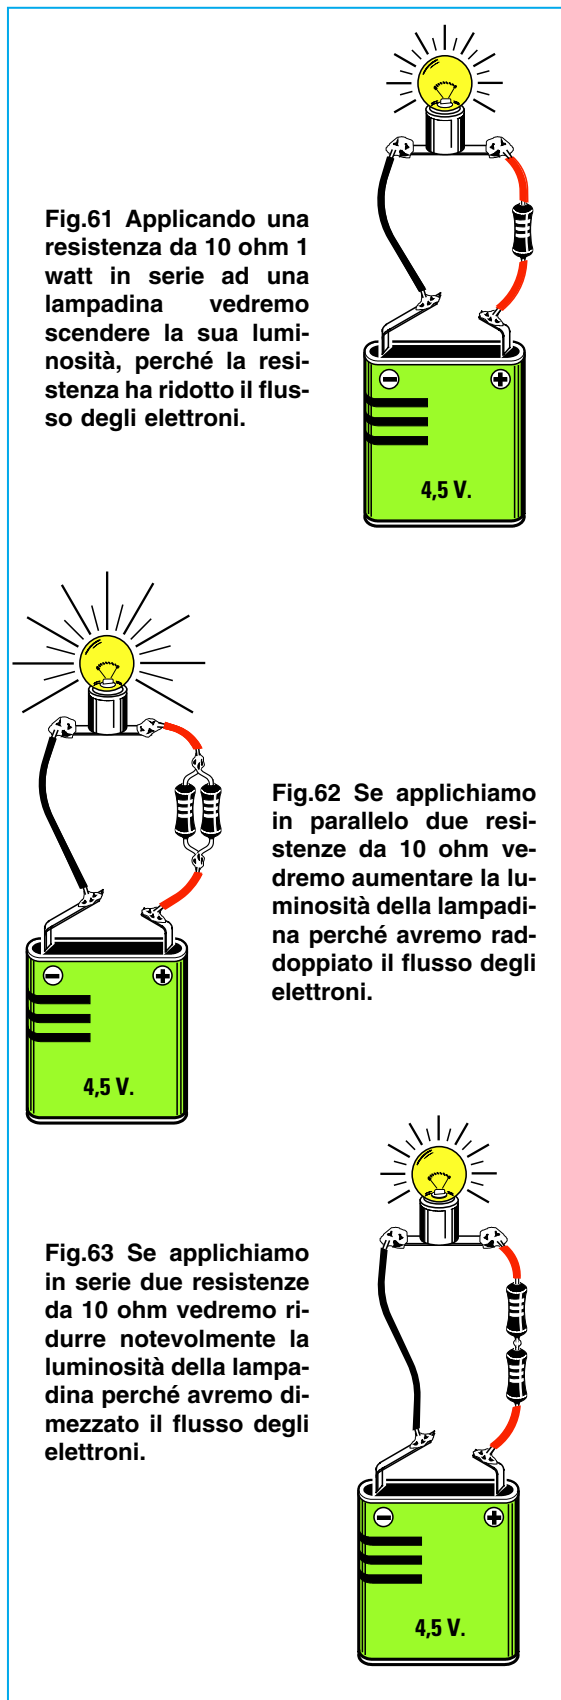 Fig.61 Applicando una
resistenza da 10 ohm 1
watt in serie ad una
lampadina vedremo
scendere la sua lumi-
nosità, perché la resi-
stenza ha ridotto il flus-
so degli elettroni.
4,5 V.
Fig.62 Se applichiamo
in parallelo due resi-
stenze da 10 ohm ve-
dremo aumentare la lu-
minosità della lampadi-
na perché avremo rad-
doppiato il flusso degli
elettroni.
4,5 V.
Fig.63 Se applichiamo
in serie due resistenze
da 10 ohm vedremo ri-
durre notevolmente la
luminosità della lampa-
dina perché avremo di-
mezzato il flusso degli
elettroni.
4,5 V.